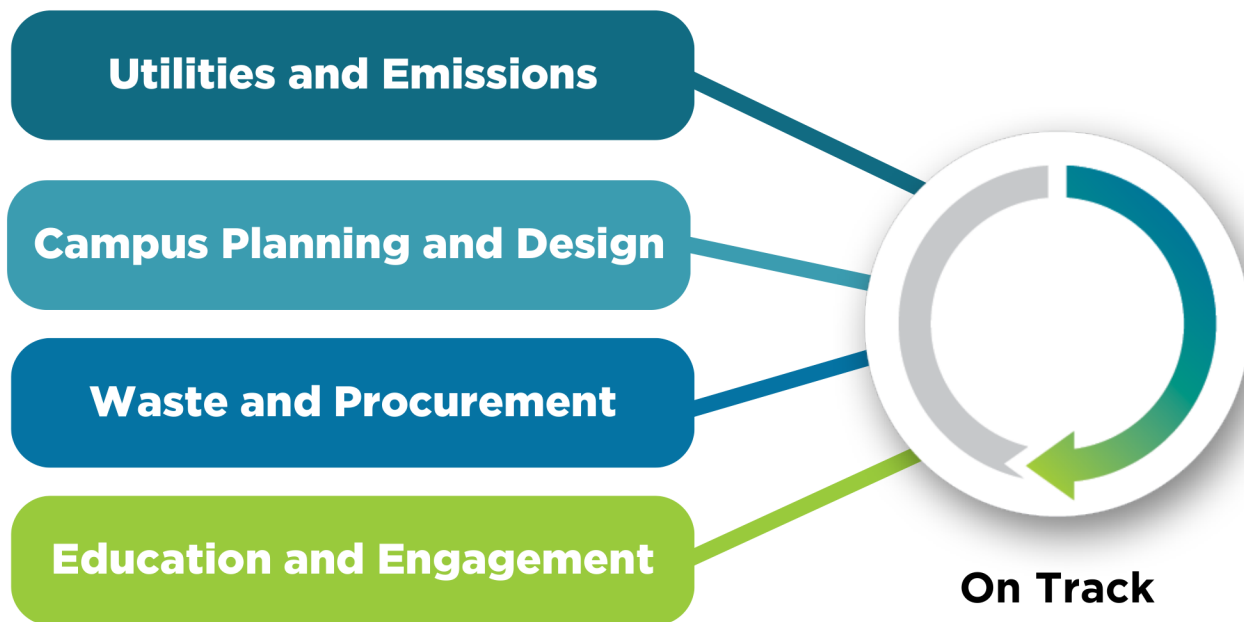 Utilities and Emissions
Campus Planning and Design
Waste and Procurement
Education and Engagement
On Track